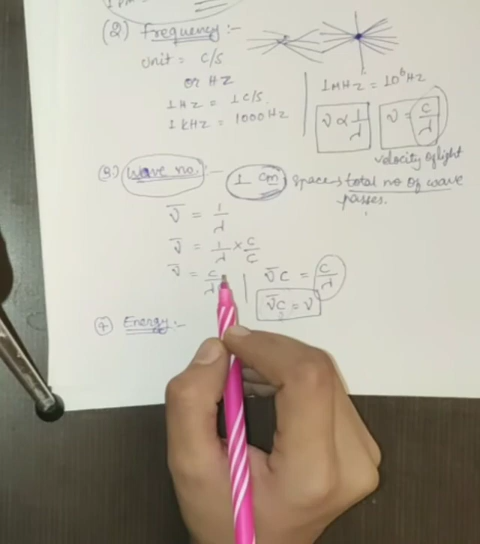 (2) Frequency:-
Unit = C/S
or HZ
1 HZ = 1 C/S.
1 KHZ = 1000 HZ
1 MHZ = 10⁶ HZ
ν ∝ 1/λ
ν = C/λ
velocity of light
(3.) Wave no. :- 1 cm space → total no of wave
passes.
ν̄ = 1/λ
ν̄ = 1/λ × C/C
ν̄ = C/λ
ν̄C = C/λ
ν̄C = ν
(4) Energy:-